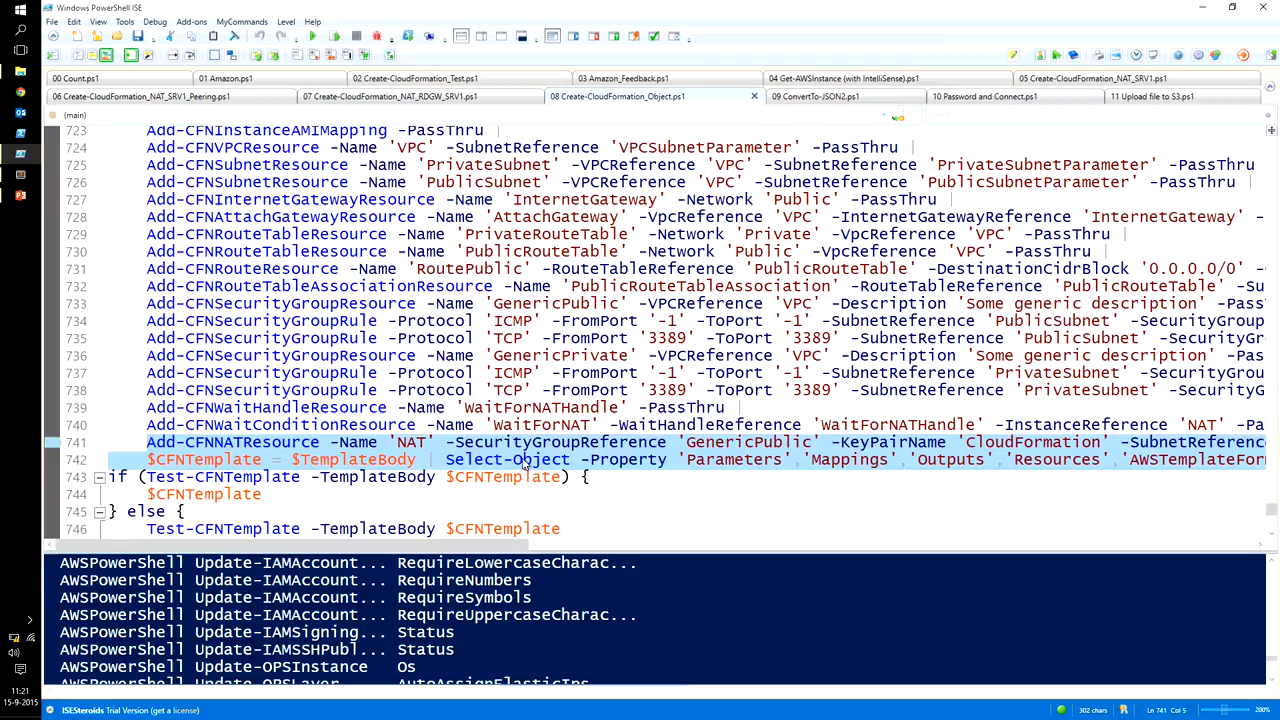 Windows PowerShell ISE
File Edit View Tools Debug Add-ons MyCommands Level Help
00 Count.ps1 01 Amazon.ps1 02 Create-CloudFormation_Test.ps1 03 Amazon_Feedback.ps1 04 Get-AWSInstance (with IntelliSense).ps1 05 Create-CloudFormation_NAT_SRV1.ps1
06 Create-CloudFormation_NAT_SRV1_Peering.ps1 07 Create-CloudFormation_NAT_RDGW_SRV1.ps1 08 Create-CloudFormation_Object.ps1 09 ConvertTo-JSON2.ps1 10 Password and Connect.ps1 11 Upload file to S3.ps1
(main)
723 Add-CFNInstanceAMIMapping -PassThru |
724 Add-CFNVPCResource -Name 'VPC' -SubnetReference 'VPCSubnetParameter' -PassThru |
725 Add-CFNSubnetResource -Name 'PrivateSubnet' -VPCReference 'VPC' -SubnetReference 'PrivateSubnetParameter' -PassThru
726 Add-CFNSubnetResource -Name 'PublicSubnet' -VPCReference 'VPC' -SubnetReference 'PublicSubnetParameter' -PassThru |
727 Add-CFNInternetGatewayResource -Name 'InternetGateway' -Network 'Public' -PassThru |
728 Add-CFNAttachGatewayResource -Name 'AttachGateway' -VpcReference 'VPC' -InternetGatewayReference 'InternetGateway' -
729 Add-CFNRouteTableResource -Name 'PrivateRouteTable' -Network 'Private' -VpcReference 'VPC' -PassThru |
730 Add-CFNRouteTableResource -Name 'PublicRouteTable' -Network 'Public' -VpcReference 'VPC' -PassThru |
731 Add-CFNRouteResource -Name 'RoutePublic' -RouteTableReference 'PublicRouteTable' -DestinationCidrBlock '0.0.0.0/0' -
732 Add-CFNRouteTableAssociationResource -Name 'PublicRouteTableAssociation' -RouteTableReference 'PublicRouteTable' -Su
733 Add-CFNSecurityGroupResource -Name 'GenericPublic' -VPCReference 'VPC' -Description 'Some generic description' -Pass
734 Add-CFNSecurityGroupRule -Protocol 'ICMP' -FromPort '-1' -ToPort '-1' -SubnetReference 'PublicSubnet' -SecurityGroup
735 Add-CFNSecurityGroupRule -Protocol 'TCP' -FromPort '3389' -ToPort '3389' -SubnetReference 'PublicSubnet' -SecurityGr
736 Add-CFNSecurityGroupResource -Name 'GenericPrivate' -VPCReference 'VPC' -Description 'Some generic description' -Pas
737 Add-CFNSecurityGroupRule -Protocol 'ICMP' -FromPort '-1' -ToPort '-1' -SubnetReference 'PrivateSubnet' -SecurityGrou
738 Add-CFNSecurityGroupRule -Protocol 'TCP' -FromPort '3389' -ToPort '3389' -SubnetReference 'PrivateSubnet' -SecurityG
739 Add-CFNWaitHandleResource -Name 'WaitForNATHandle' -PassThru |
740 Add-CFNWaitConditionResource -Name 'WaitForNAT' -WaitHandleReference 'WaitForNATHandle' -InstanceReference 'NAT' -Pa
741 Add-CFNNATResource -Name 'NAT' -SecurityGroupReference 'GenericPublic' -KeyPairName 'CloudFormation' -SubnetReferenc
742 $CFNTemplate = $TemplateBody | Select-Object -Property 'Parameters','Mappings','Outputs','Resources','AWSTemplateForm
743 if (Test-CFNTemplate -TemplateBody $CFNTemplate) {
744 $CFNTemplate
745 } else {
746 Test-CFNTemplate -TemplateBody $CFNTemplate
AWSPowerShell Update-IAMAccount... RequireLowercaseCharac...
AWSPowerShell Update-IAMAccount... RequireNumbers
AWSPowerShell Update-IAMAccount... RequireSymbols
AWSPowerShell Update-IAMAccount... RequireUppercaseCharac...
AWSPowerShell Update-IAMSigning... Status
AWSPowerShell Update-IAMSSHPubl... Status
AWSPowerShell Update-OPSInstance Os
AWSPowerShell Update-OPSLayer AutoAssignElasticIps
11:21
15-9-2015
ISESteroids Trial Version (get a license) 302 chars Ln 741 Col 5 200%